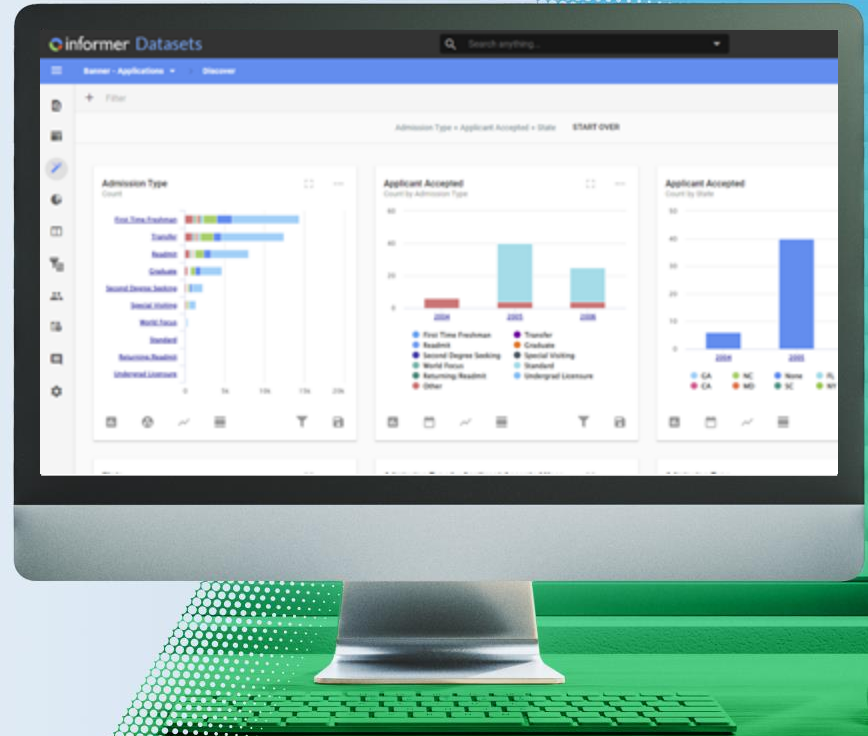 informer Datasets
Search anything...
Banner - Applications
Discover
Filter
Admission Type + Applicant Accepted + State START OVER
Admission Type
Count
First Time Freshman
Transfer
Readmit
Graduate
Second Degree Seeking
Special Visiting
World Focus
Standard
Returning/Readmit
Undergrad Licensure
0 5k 10k 15k 20k
Applicant Accepted
Count by Admission Type
60
40
20
0
2004 2005 2006
First Time Freshman Transfer
Readmit Graduate
Second Degree Seeking Special Visiting
World Focus Standard
Returning/Readmit Undergrad Licensure
Other
Applicant Accepted
Count by State
50
40
30
20
10
0
2004 2005
GA NC None FL
CA MD SC NY